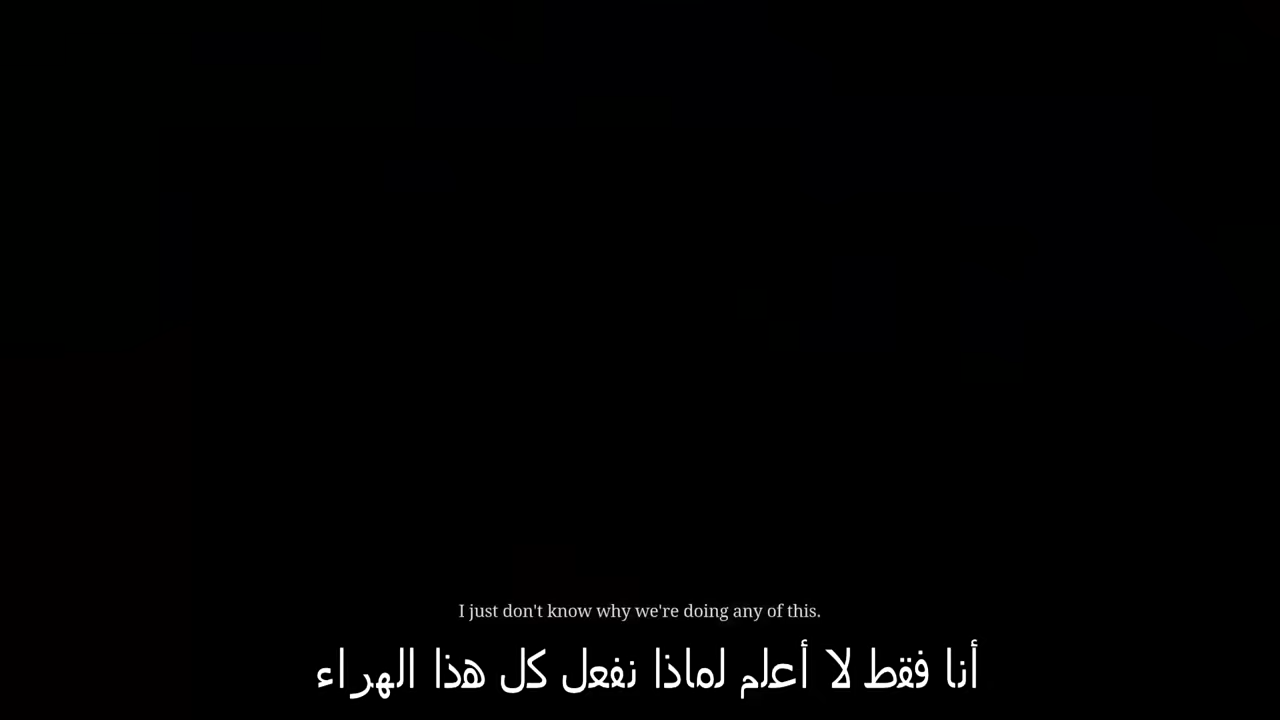 I just don't know why we're doing any of this.
أنا فقط لا أعلم لماذا نفعل كل هذا الهراء